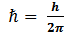 ℏ = h / 2π